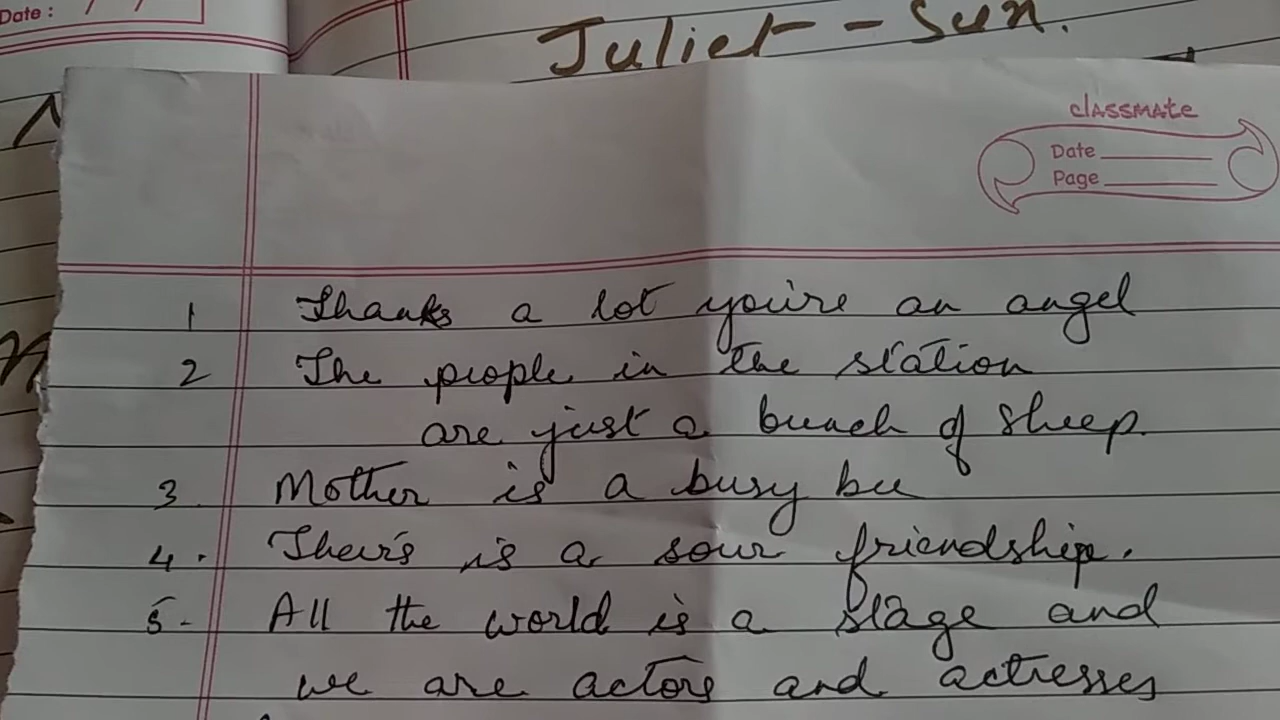 Date :
Juliet - Sun.
classmate
Date
Page
1 Thanks a lot you're an angel
2 The people in the station
are just a bunch of sheep.
3. Mother is a busy bee
4. Their's is a sour friendship.
5- All the world is a stage and
we are actors and actresses